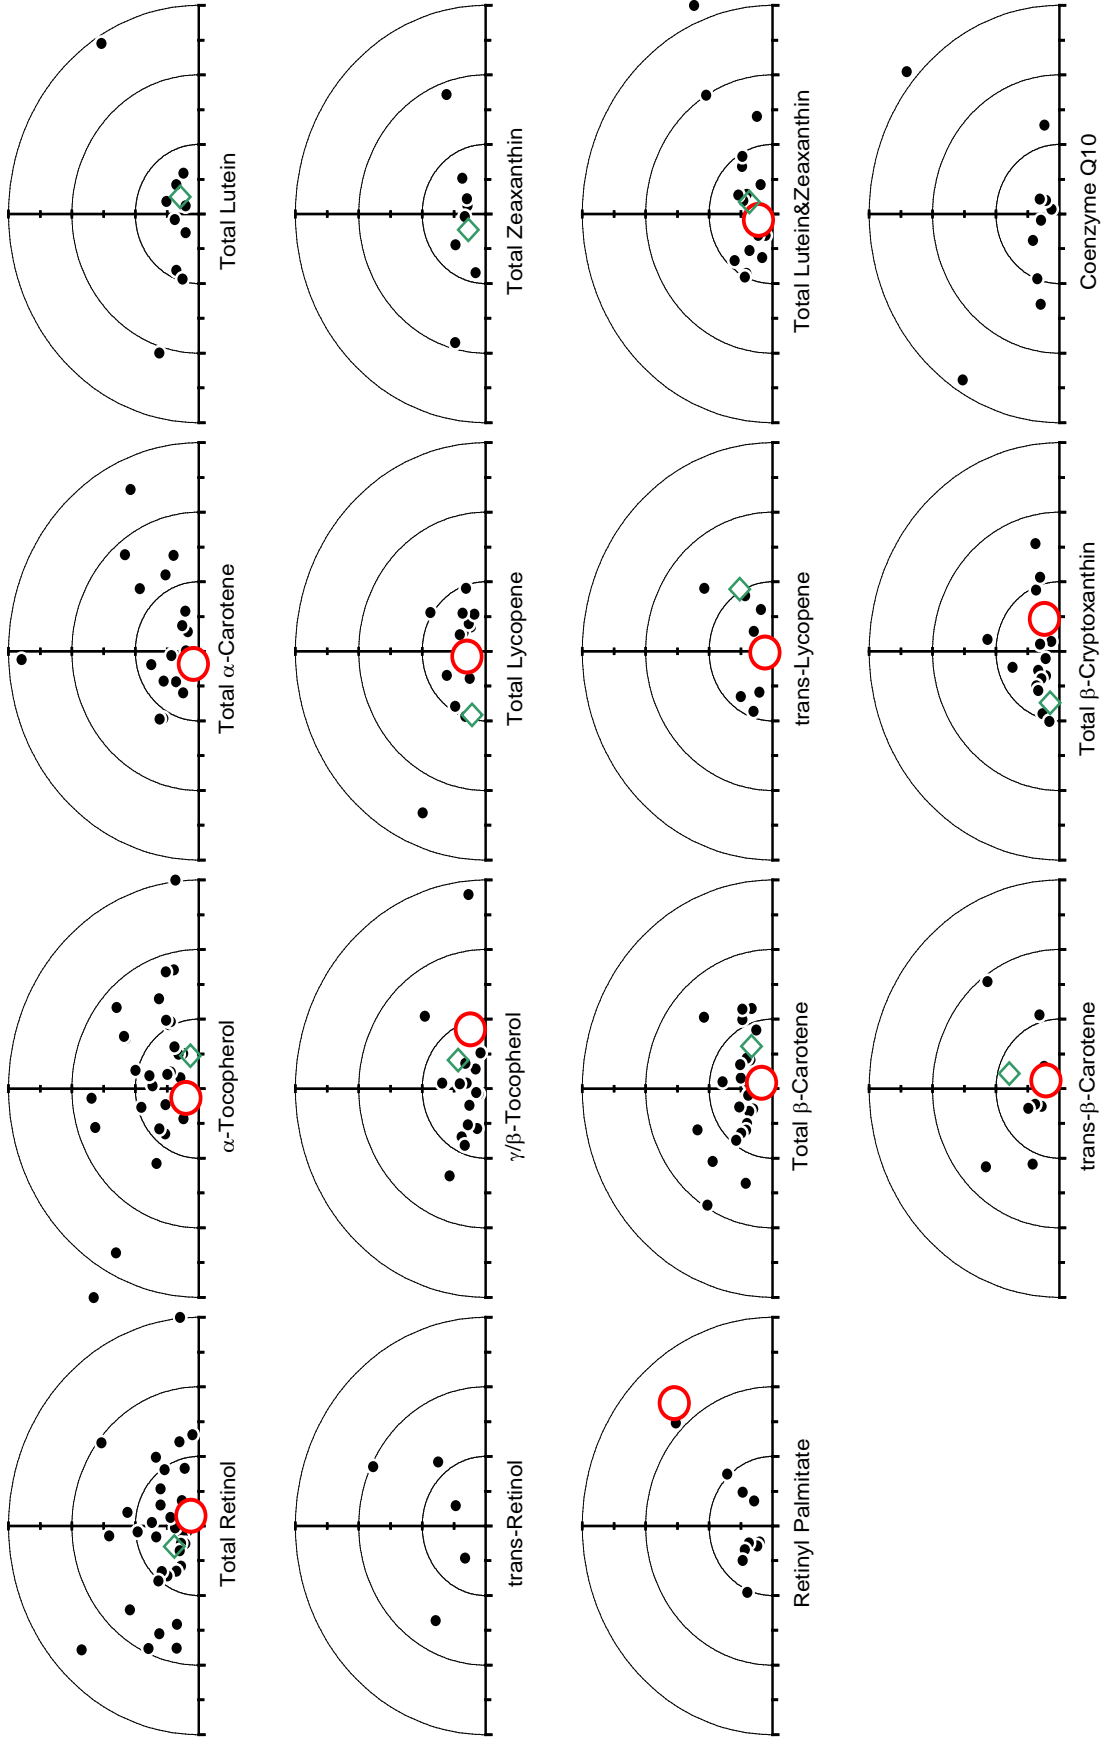 Total Retinol
α-Tocopherol
Total α-Carotene
Total Lutein
trans-Retinol
γ/β-Tocopherol
Total Lycopene
Total Zeaxanthin
Retinyl Palmitate
Total β-Carotene
trans-Lycopene
Total Lutein&Zeaxanthin
trans-β-Carotene
Total β-Cryptoxanthin
Coenzyme Q10